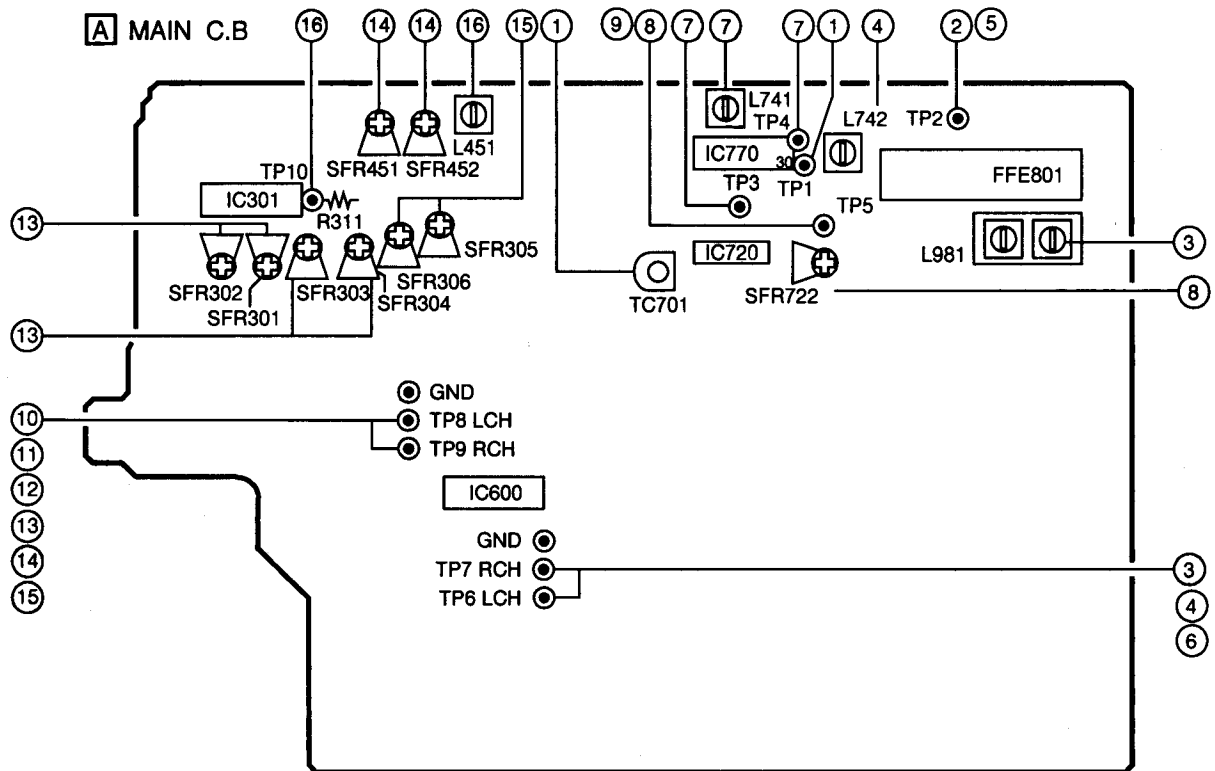 A MAIN C.B
16 14 14 16 15 1 9 8 7 7 7 1 4 2 5
L741
TP4
L742
TP2
L451
IC770
30
SFR451 SFR452
TP1
FFE801
TP10
TP3
IC301
R311
TP5
13
SFR305
IC720
L981
3
SFR306
SFR302
SFR303
SFR304
TC701
SFR722
8
SFR301
13
GND
10
TP8 LCH
11
TP9 RCH
12
IC600
13
GND
14
TP7 RCH
3
15
TP6 LCH
4
6